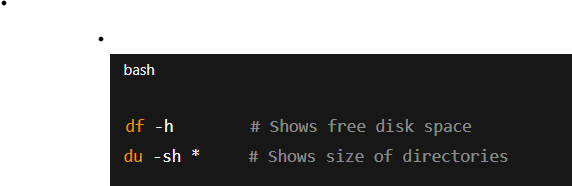 •
•
bash
df -h # Shows free disk space
du -sh * # Shows size of directories